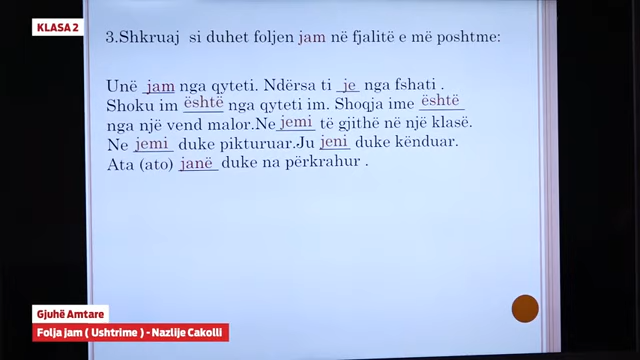 KLASA 2
3.Shkruaj si duhet foljen jam në fjalitë e më poshtme:
Unë jam nga qyteti. Ndërsa ti je nga fshati .
Shoku im është nga qyteti im. Shoqja ime është
nga një vend malor.Ne jemi të gjithë në një klasë.
Ne jemi duke pikturuar.Ju jeni duke kënduar.
Ata (ato) janë duke na përkrahur .
Gjuhë Amtare
Folja jam ( Ushtrime ) - Nazlije Cakolli